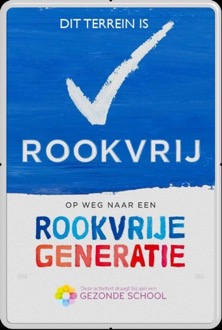 DIT TERREIN IS
ROOKVRIJ
OP WEG NAAR EEN
ROOKVRIJE
GENERATIE
Deze activiteit draagt bij aan een
GEZONDE SCHOOL